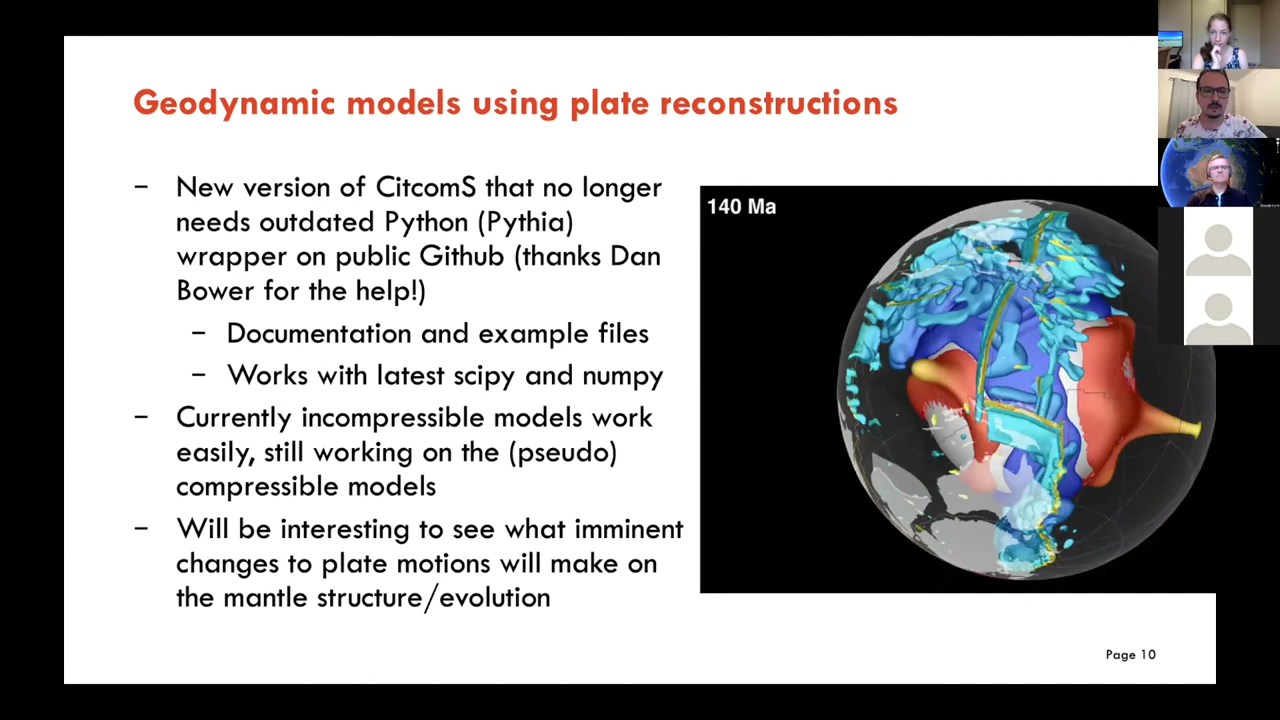 Geodynamic models using plate reconstructions
− New version of CitcomS that no longer
needs outdated Python (Pythia)
wrapper on public Github (thanks Dan
Bower for the help!)
− Documentation and example files
− Works with latest scipy and numpy
− Currently incompressible models work
easily, still working on the (pseudo)
compressible models
− Will be interesting to see what imminent
changes to plate motions will make on
the mantle structure/evolution
140 Ma
Page 10